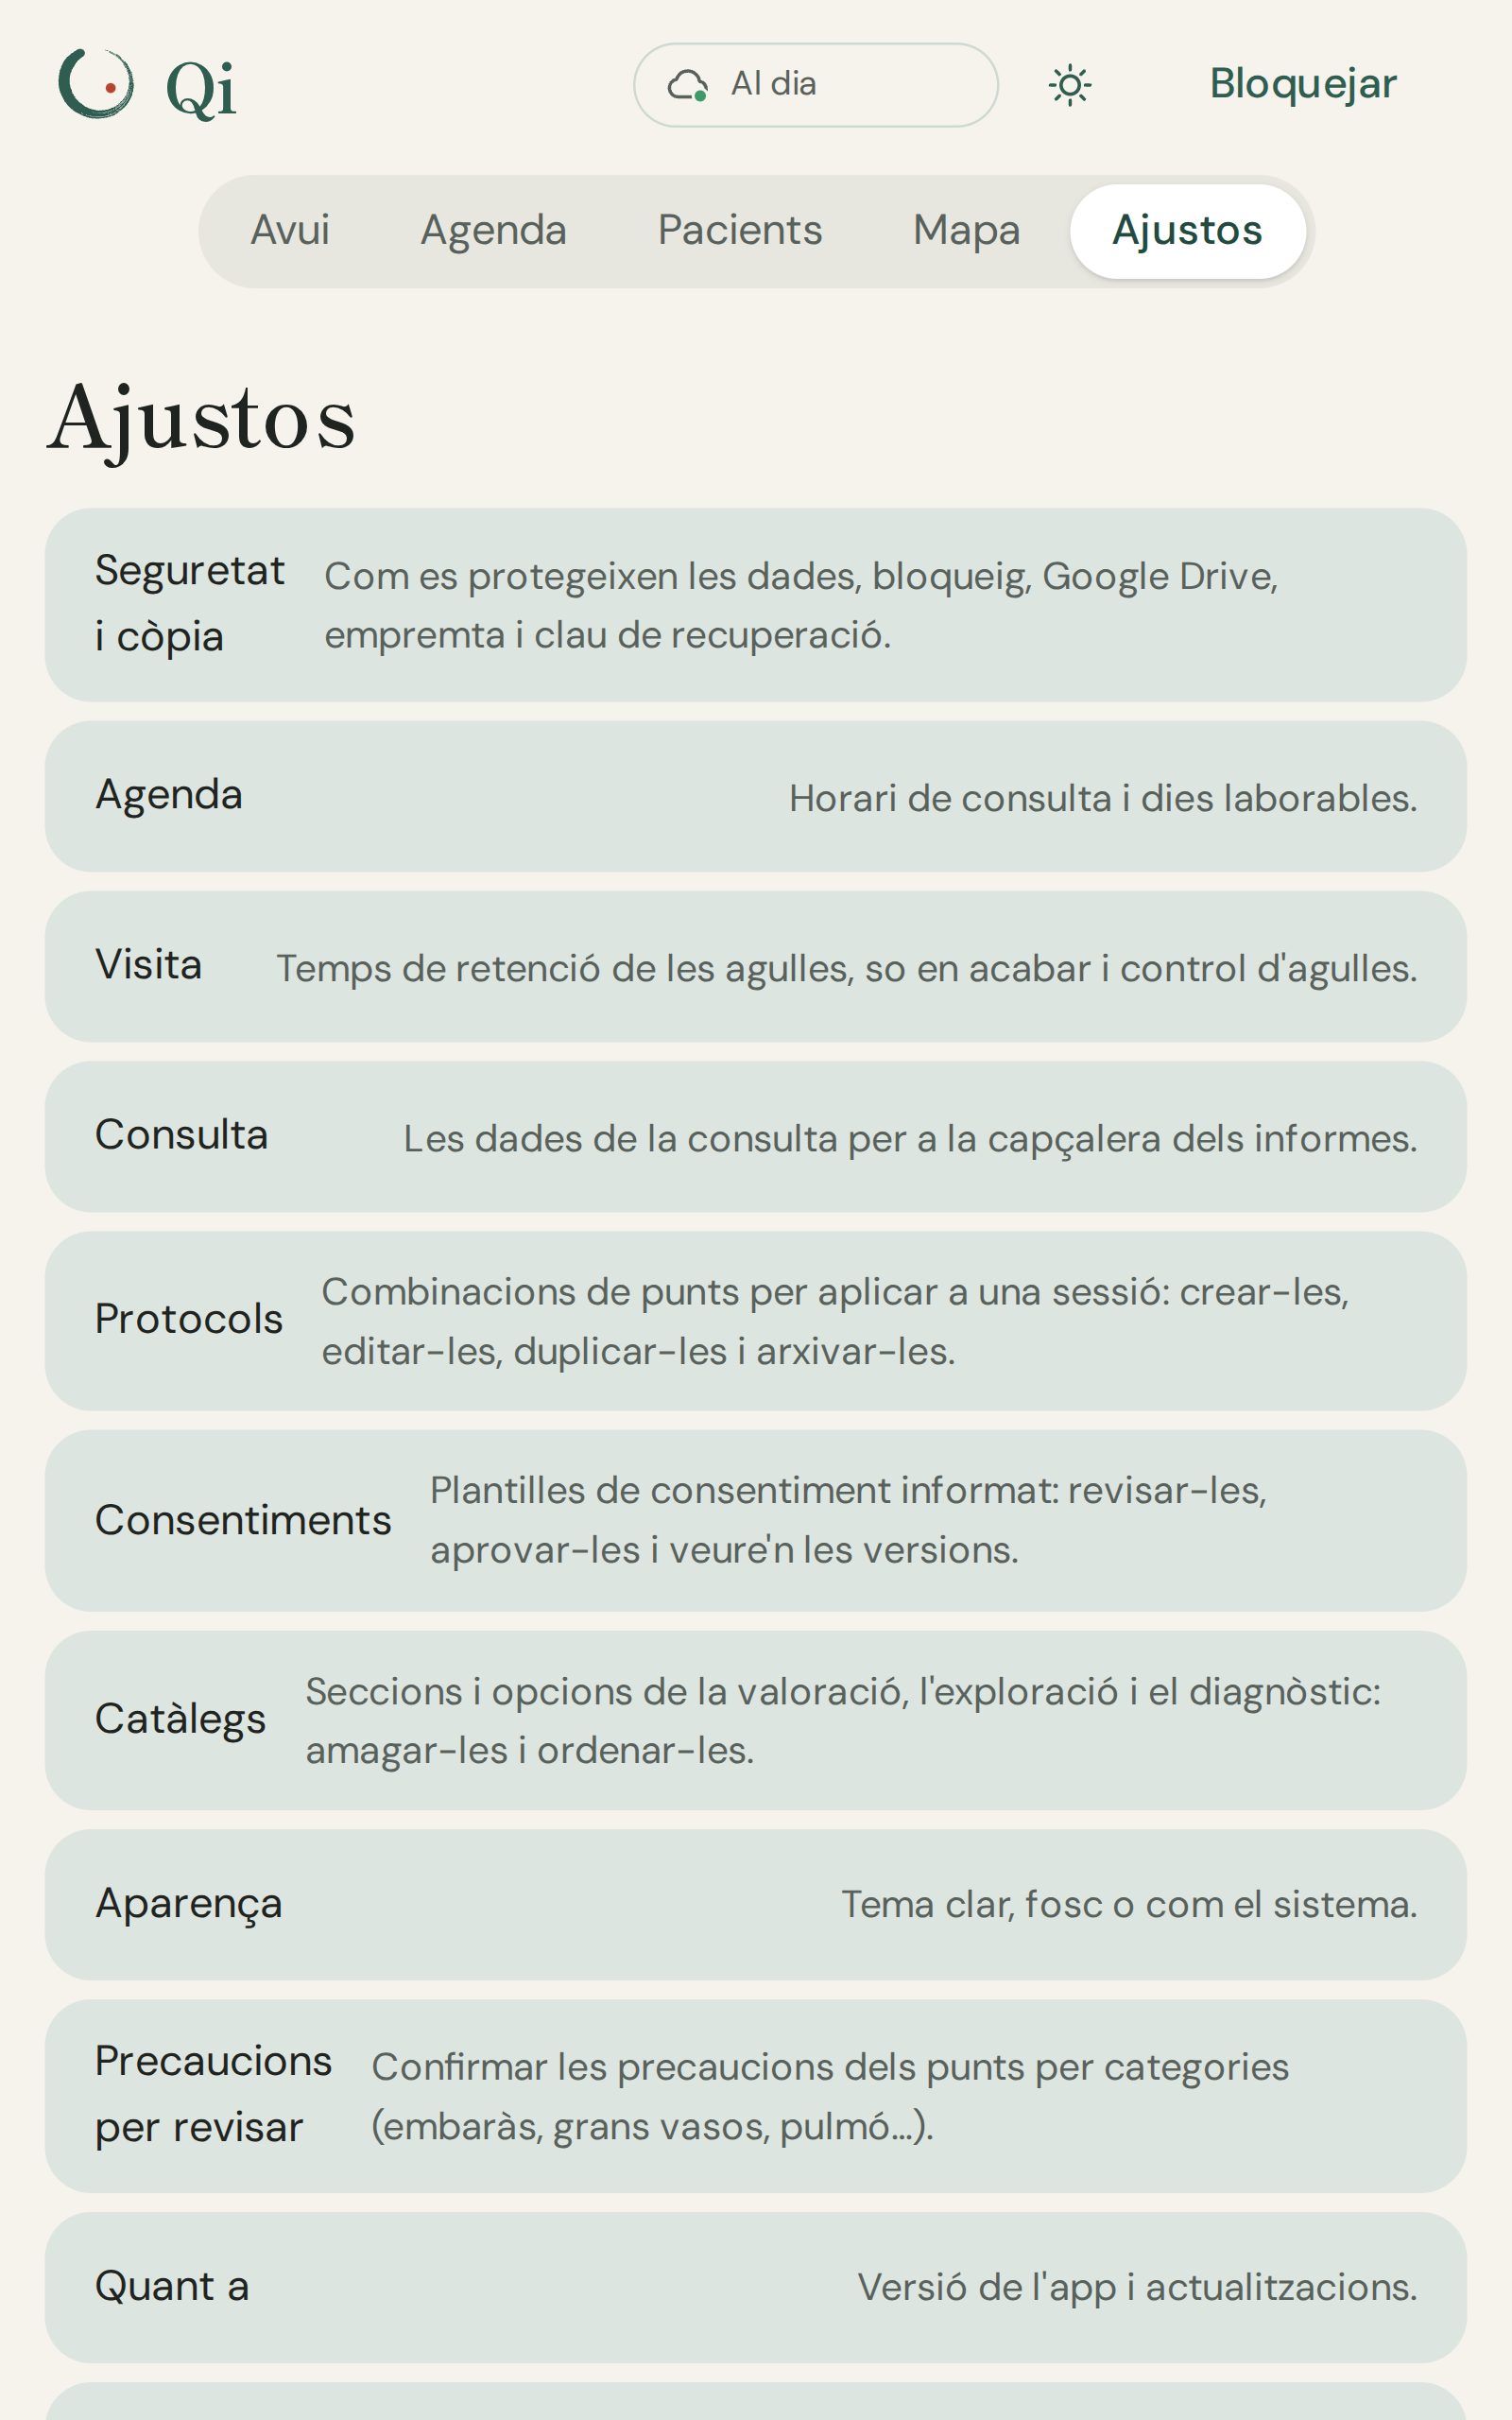 Qi
Al dia
Bloquejar
Avui
Agenda
Pacients
Mapa
Ajustos
Ajustos
Seguretat
i còpia
Com es protegeixen les dades, bloqueig, Google Drive,
empremta i clau de recuperació.
Agenda
Horari de consulta i dies laborables.
Visita
Temps de retenció de les agulles, so en acabar i control d'agulles.
Consulta
Les dades de la consulta per a la capçalera dels informes.
Protocols
Combinacions de punts per aplicar a una sessió: crear-les,
editar-les, duplicar-les i arxivar-les.
Consentiments
Plantilles de consentiment informat: revisar-les,
aprovar-les i veure'n les versions.
Catàlegs
Seccions i opcions de la valoració, l'exploració i el diagnòstic:
amagar-les i ordenar-les.
Aparença
Tema clar, fosc o com el sistema.
Precaucions
per revisar
Confirmar les precaucions dels punts per categories
(embaràs, grans vasos, pulmó…).
Quant a
Versió de l'app i actualitzacions.